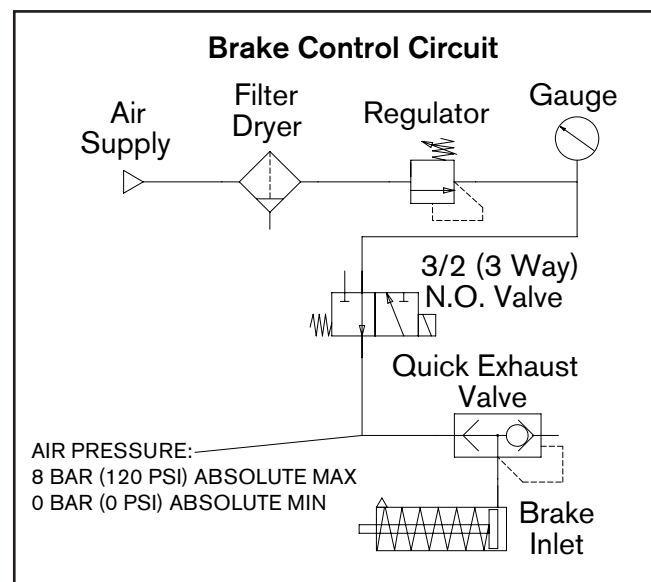 Brake Control Circuit
Air
Supply
Filter
Dryer
Regulator
Gauge
3/2 (3 Way)
N.O. Valve
Quick Exhaust
Valve
AIR PRESSURE:
8 BAR (120 PSI) ABSOLUTE MAX
0 BAR (0 PSI) ABSOLUTE MIN
Brake
Inlet